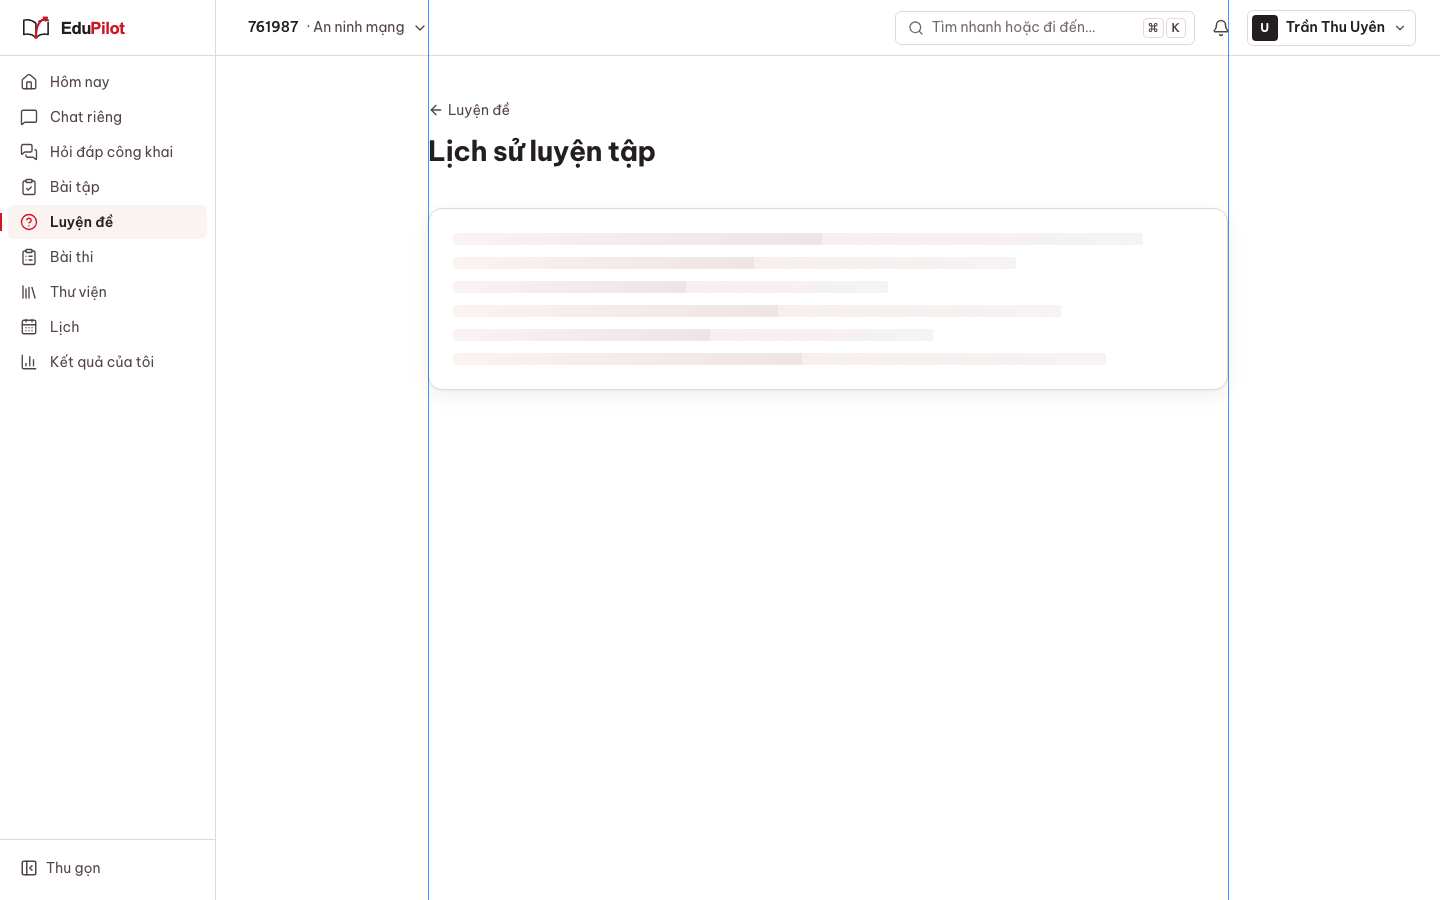 EduPilot
761987 · An ninh mạng
Tìm nhanh hoặc đi đến...
⌘ K
U Trần Thu Uyên
Hôm nay
Chat riêng
Hỏi đáp công khai
Bài tập
Luyện đề
Bài thi
Thư viện
Lịch
Kết quả của tôi
Thu gọn
Luyện đề
Lịch sử luyện tập